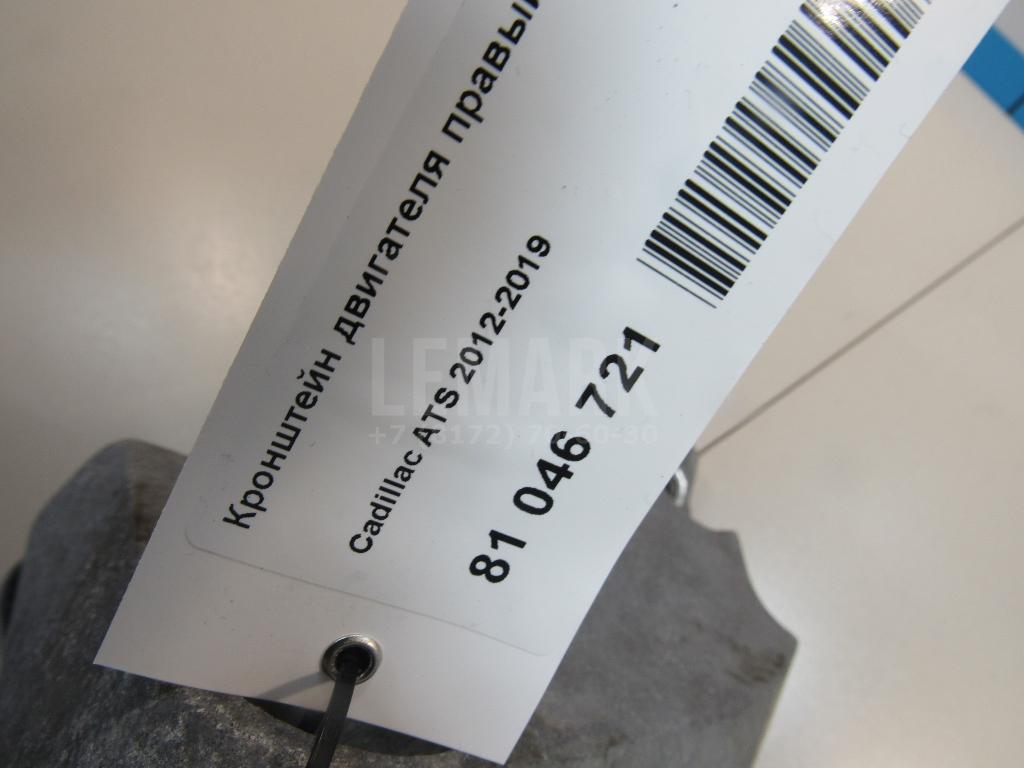 Кронштейн двигателя правый
Cadillac ATS 2012-2019
81 046 721
LEMARK